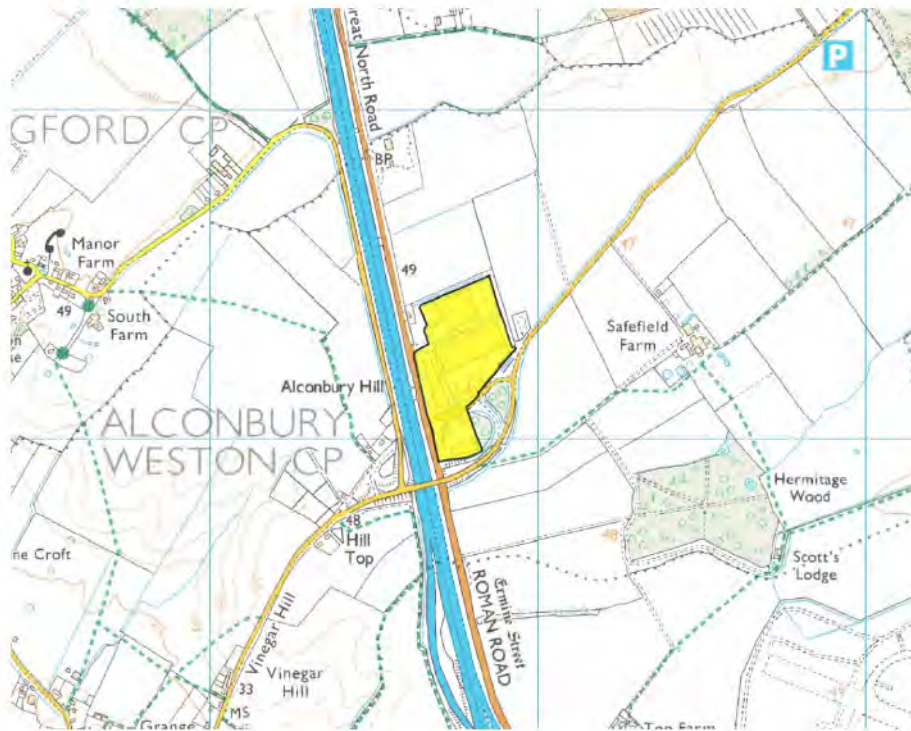 P
Great North Road
GFORD CP
BP
Manor
Farm
49
49
South
Farm
47
47
Safefield
Farm
Alconbury Hill
ALCONBURY
WESTON CP
Hermitage
Wood
48
48
Hill
Top
ne Croft
Scott's
Lodge
Ermine Street
ROMAN ROAD
Vinegar Hill
Vinegar
Hill
33
MS
Grange
Top Farm